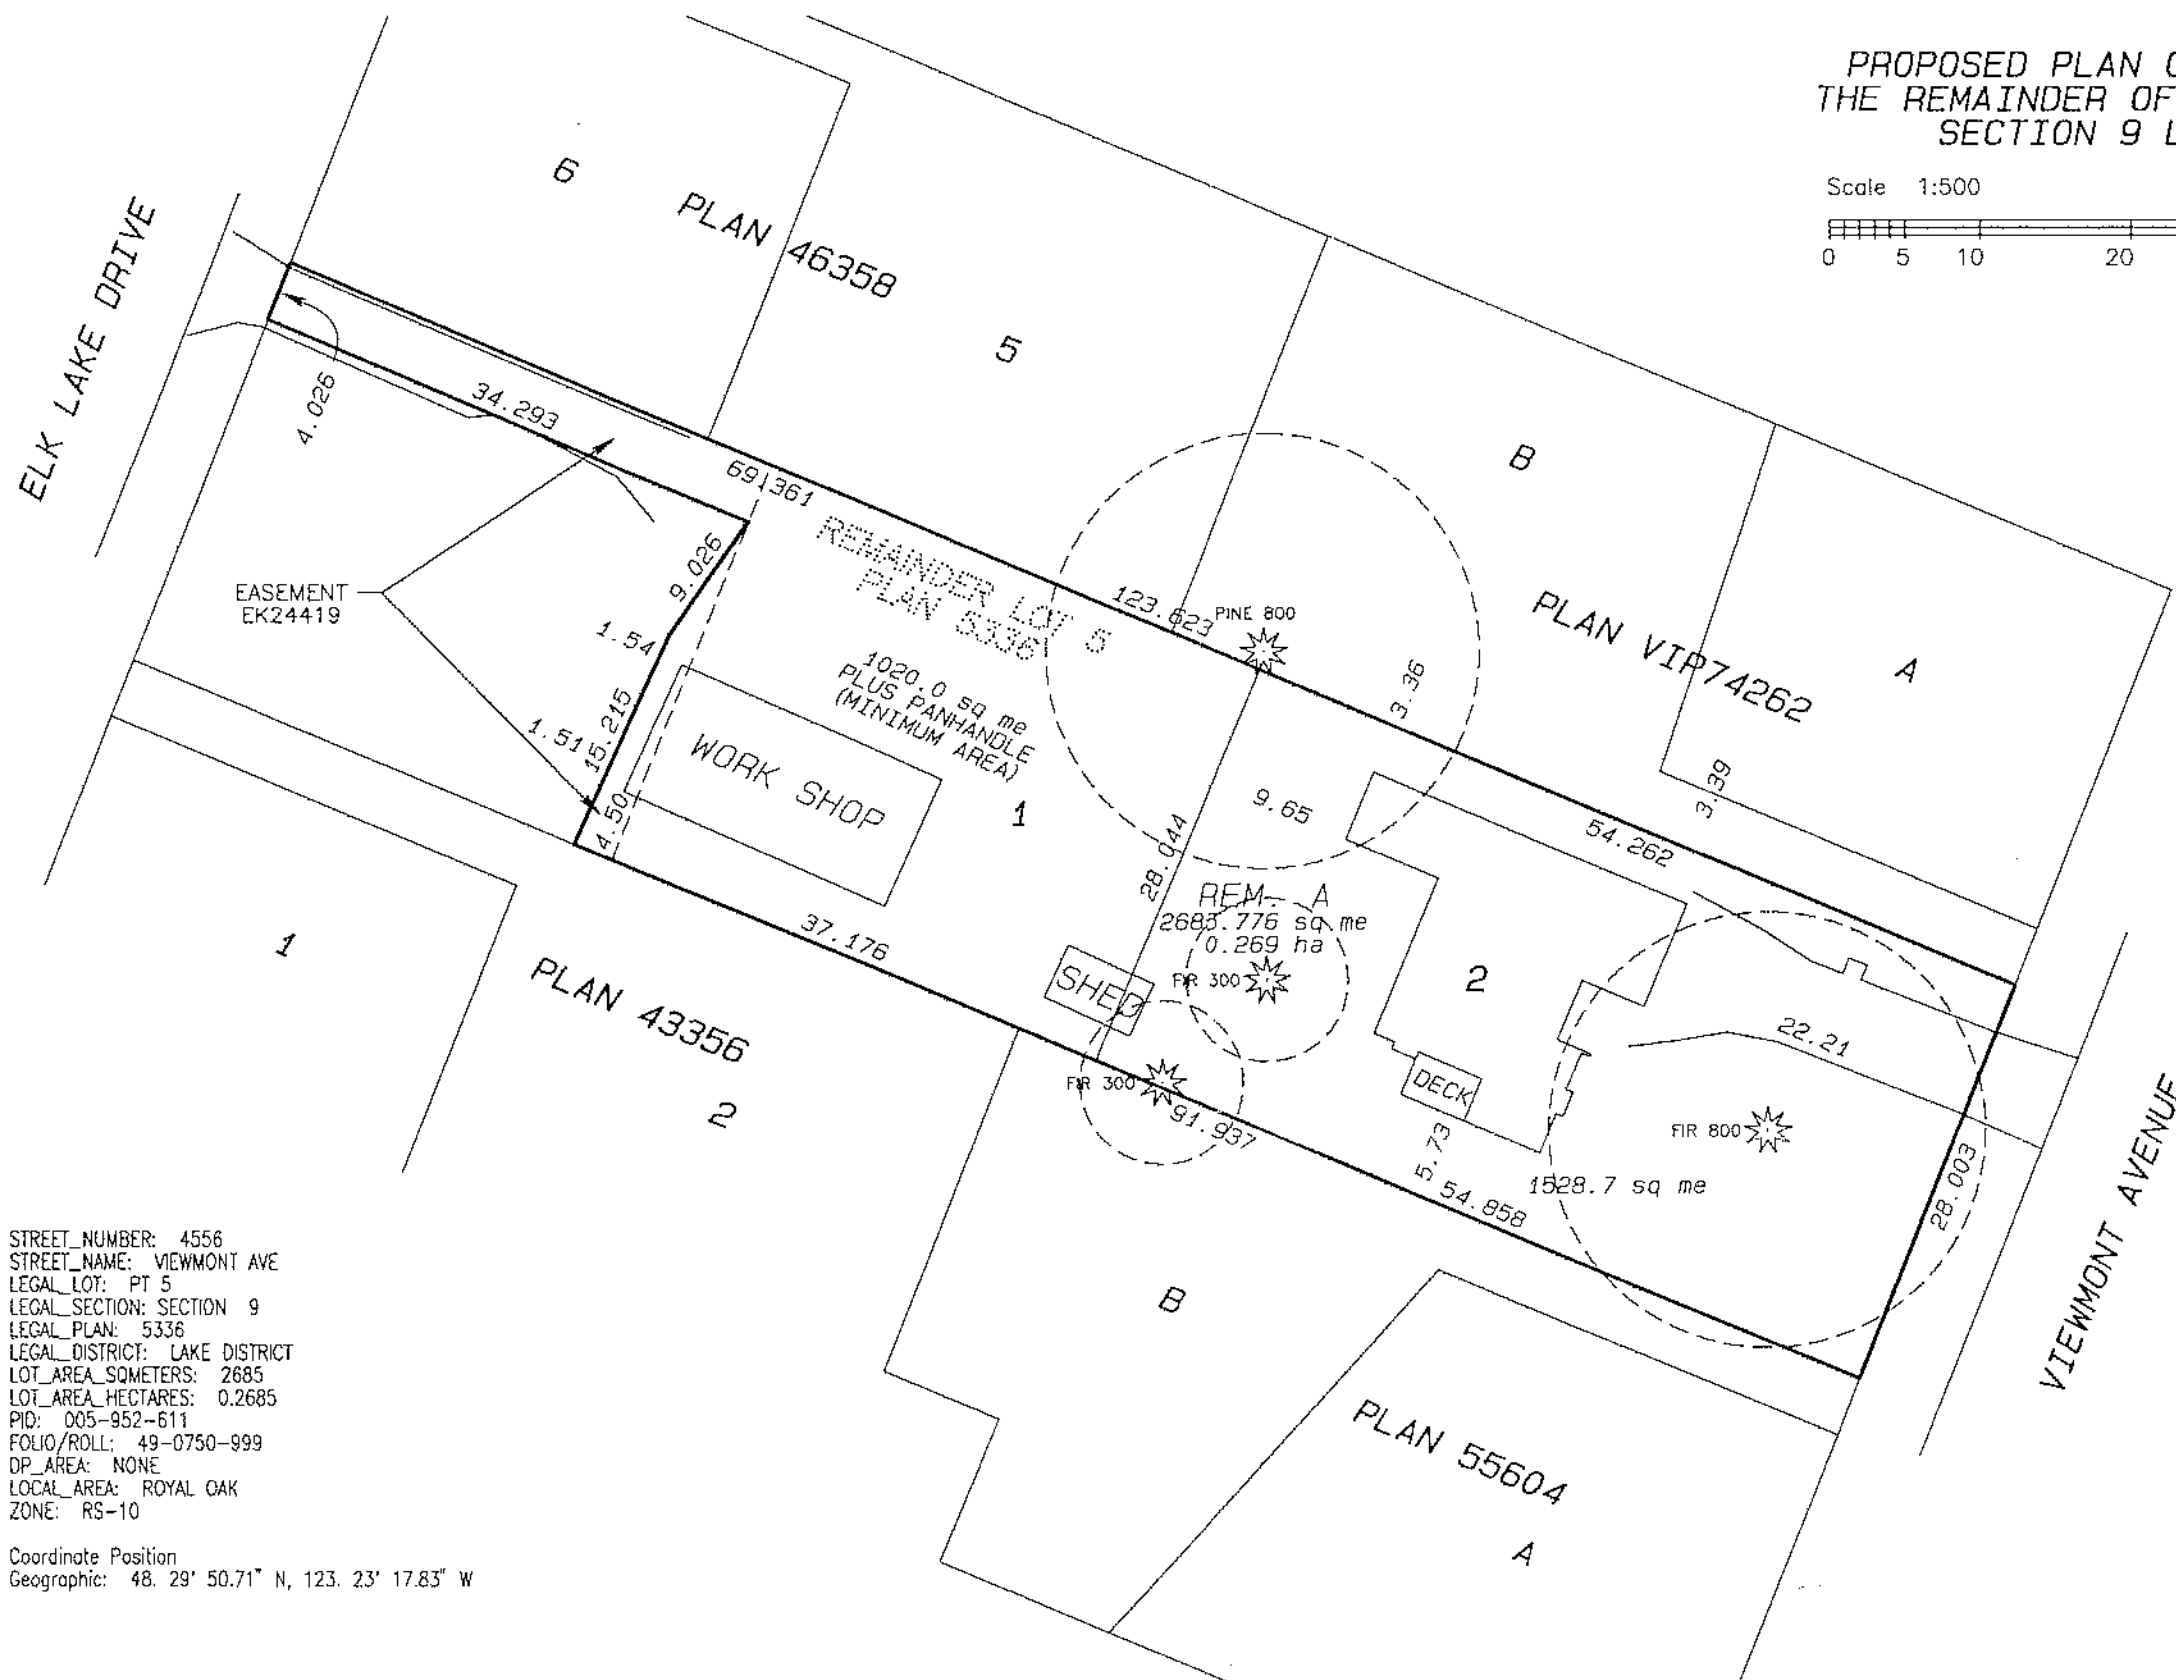 PROPOSED PLAN O
THE REMAINDER OF
SECTION 9 L
Scale 1:500
0 5 10 20
ELK LAKE DRIVE
6
PLAN 46358
5
4.026
34.293
69.361
B
REMAINDER LOT 5
PLAN 5336
9.026
EASEMENT
EK24419
1.54
123.623
PINE 800
PLAN VIP74262
A
1020.0 sq me
PLUS PANHANDLE
(MINIMUM AREA)
3.36
15.215
1.51
WORK SHOP
1
3.39
9.65
4.50
54.262
28.044
REM. A
2685.776 sq me
0.269 ha
37.176
1
PLAN 43356
SHED
FIR 300
2
22.21
DECK
FIR 300
2
91.937
FIR 800
5.73
54.858
1528.7 sq me
28.003
VIEWMONT AVENUE
B
PLAN 55604
A
STREET_NUMBER: 4556
STREET_NAME: VIEWMONT AVE
LEGAL_LOT: PT 5
LEGAL_SECTION: SECTION 9
LEGAL_PLAN: 5336
LEGAL_DISTRICT: LAKE DISTRICT
LOT_AREA_SQMETERS: 2685
LOT_AREA_HECTARES: 0.2685
PID: 005-952-611
FOLIO/ROLL: 49-0750-999
DP_AREA: NONE
LOCAL_AREA: ROYAL OAK
ZONE: RS-10
Coordinate Position
Geographic: 48. 29' 50.71" N, 123. 23' 17.83" W